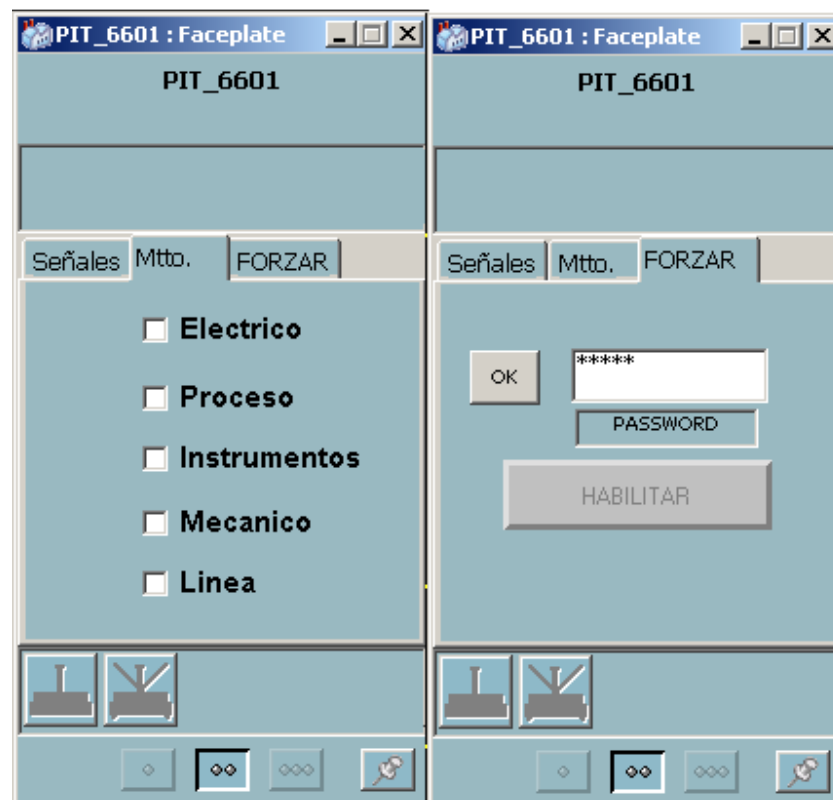 PIT_6601 : Faceplate
PIT_6601
Señales Mtto. FORZAR
Electrico
Proceso
Instrumentos
Mecanico
Linea
PIT_6601 : Faceplate
PIT_6601
Señales Mtto. FORZAR
OK *****
PASSWORD
HABILITAR